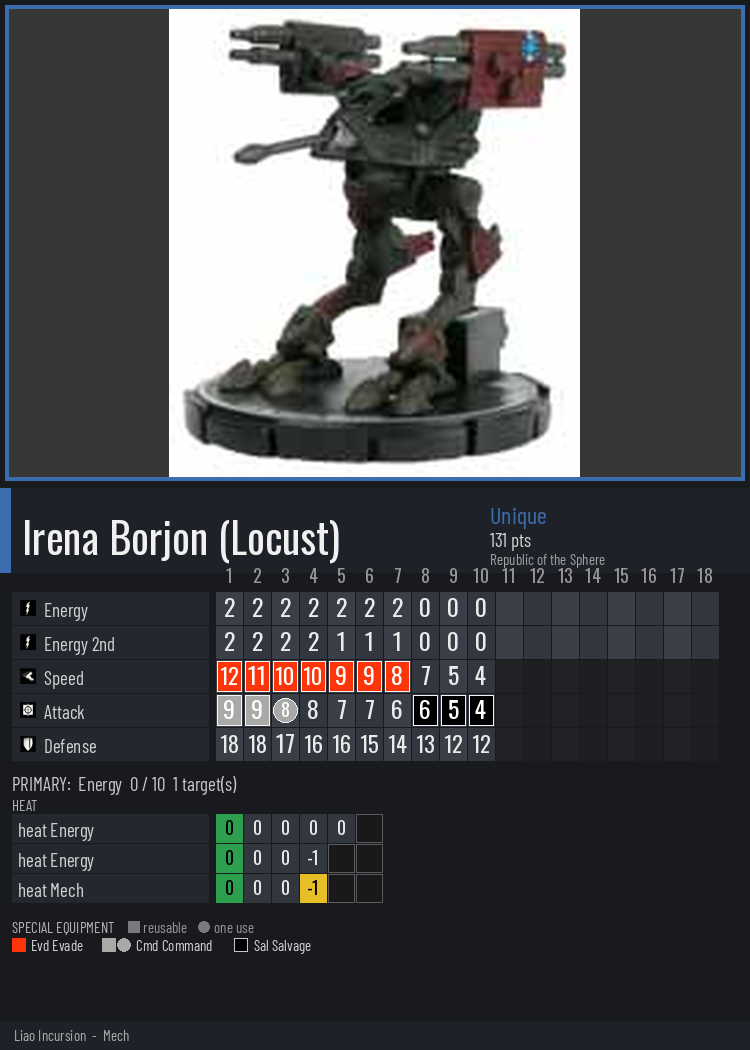 Irena Borjon (Locust)
Unique
131 pts
Republic of the Sphere
1 2 3 4 5 6 7 8 9 10 11 12 13 14 15 16 17 18
Energy 2 2 2 2 2 2 2 0 0 0
Energy 2nd 2 2 2 2 1 1 1 0 0 0
Speed 12 11 10 10 9 9 8 7 5 4
Attack 9 9 8 8 7 7 6 6 5 4
Defense 18 18 17 16 16 15 14 13 12 12
PRIMARY: Energy 0 / 10 1 target(s)
HEAT
heat Energy 0 0 0 0 0
heat Energy 0 0 0 -1
heat Mech 0 0 0 -1
SPECIAL EQUIPMENT reusable one use
Evd Evade Cmd Command Sal Salvage
Liao Incursion - Mech